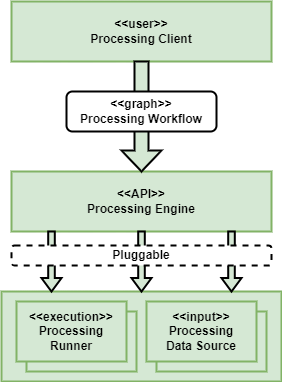 <<user>>
Processing Client
<<graph>>
Processing Workflow
<<API>>
Processing Engine
Pluggable
<<execution>>
Processing
Runner
<<input>>
Processing
Data Source